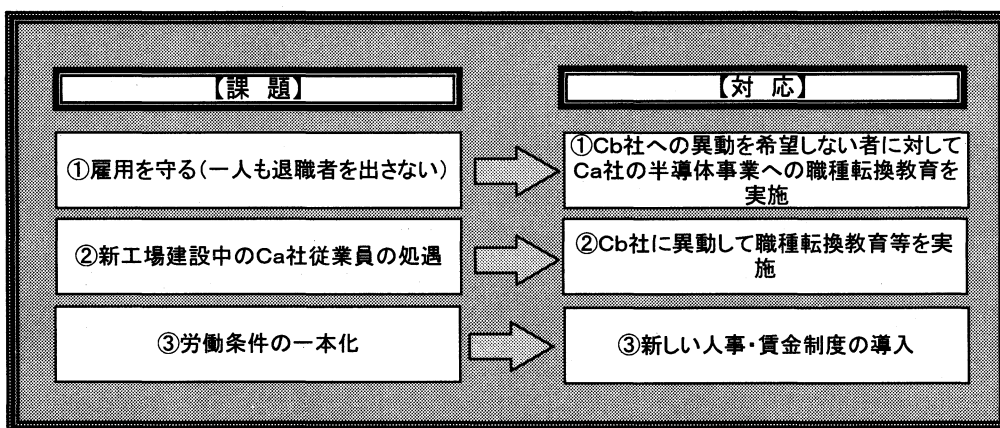 【課 題】
【対 応】
①雇用を守る(一人も退職者を出さない)
①Cb社への異動を希望しない者に対して
Ca社の半導体事業への職種転換教育を
実施
②新工場建設中のCa社従業員の処遇
②Cb社に異動して職種転換教育等を実
施
③労働条件の一本化
③新しい人事・賃金制度の導入